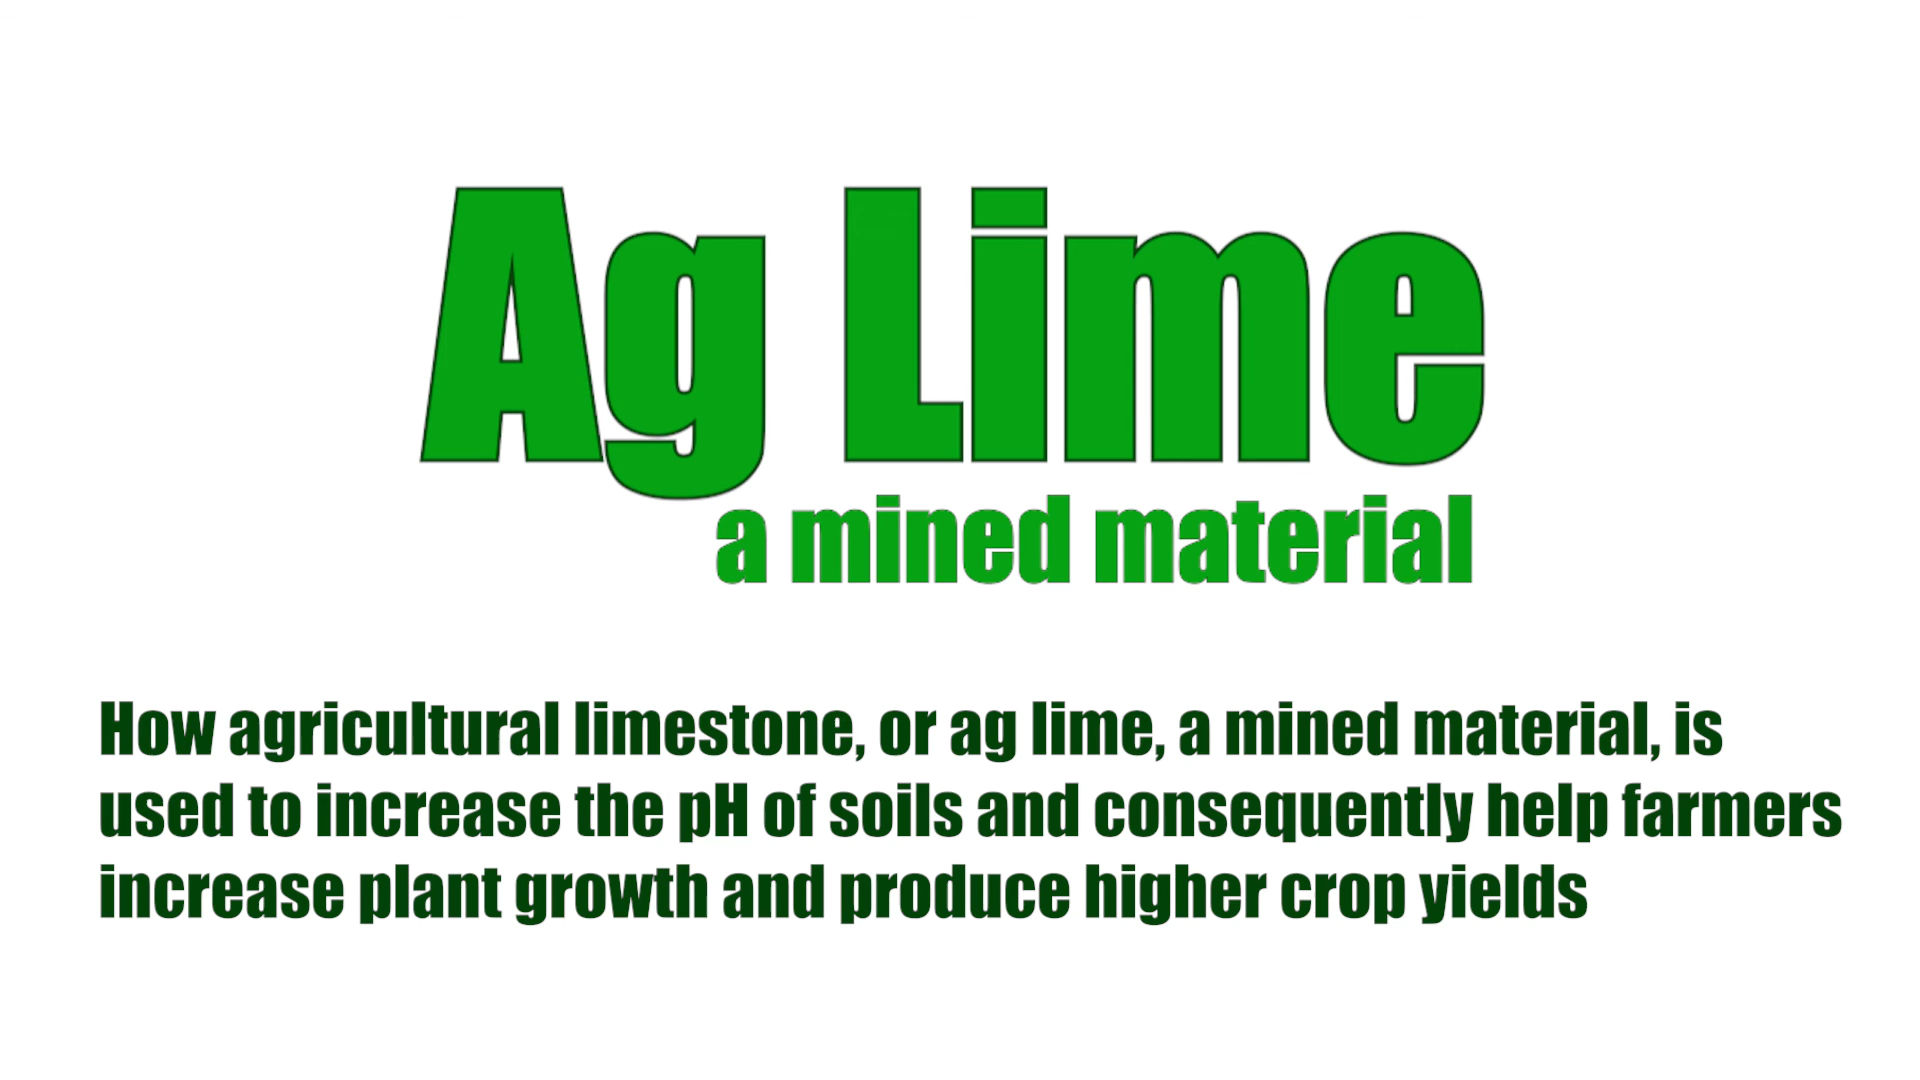 Ag Lime
a mined material
How agricultural limestone, or ag lime, a mined material, is
used to increase the pH of soils and consequently help farmers
increase plant growth and produce higher crop yields